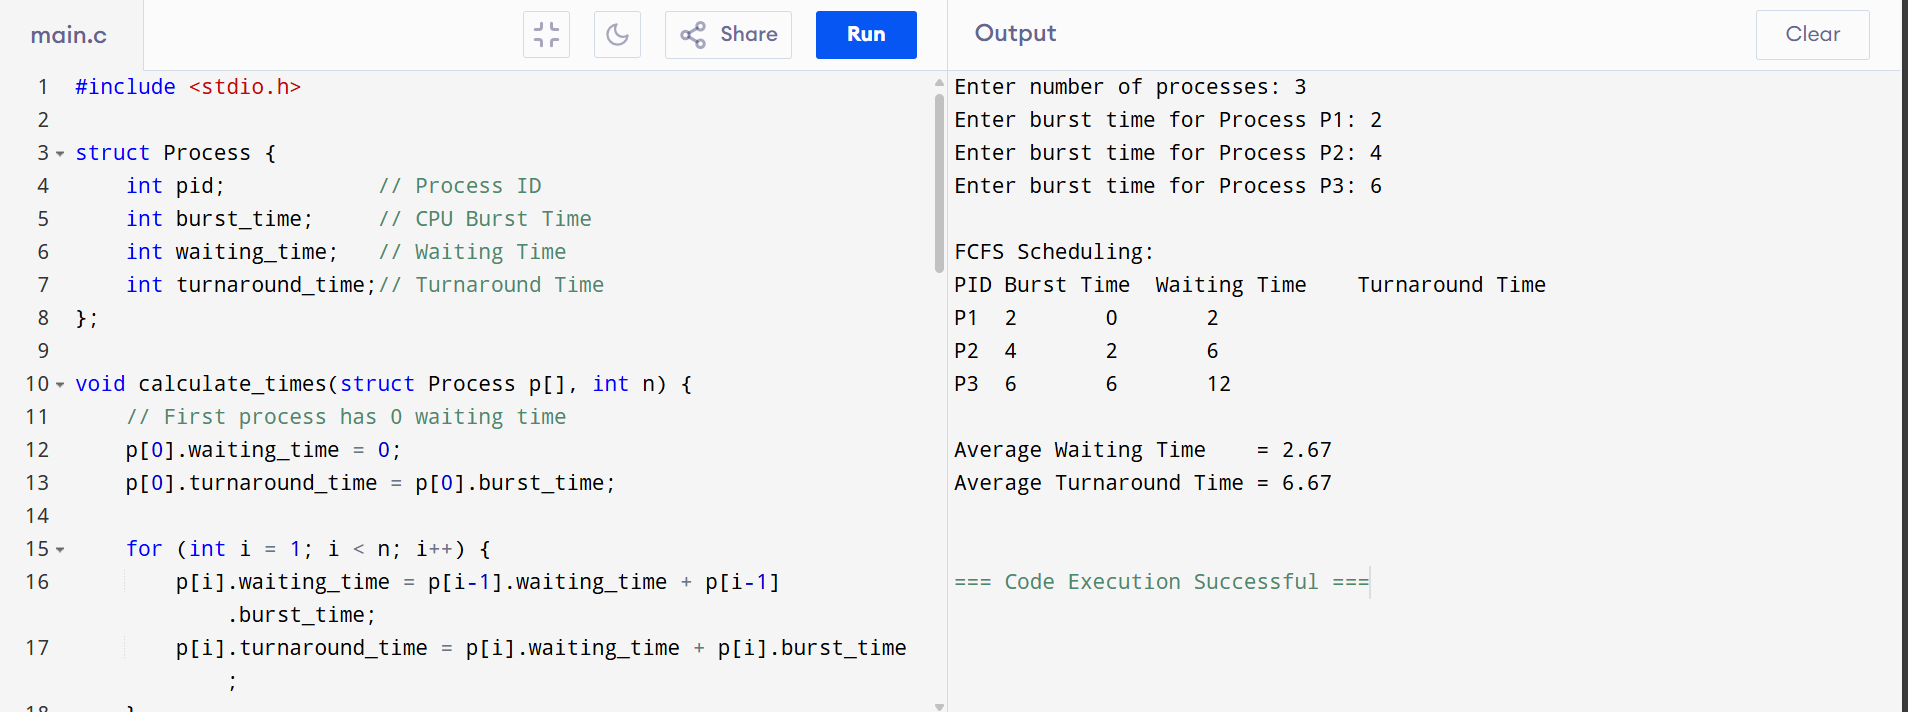 main.c
Share
Run
Output
Clear
1 #include <stdio.h>
2
3 struct Process {
4     int pid;            // Process ID
5     int burst_time;     // CPU Burst Time
6     int waiting_time;   // Waiting Time
7     int turnaround_time;// Turnaround Time
8 };
9
10 void calculate_times(struct Process p[], int n) {
11     // First process has 0 waiting time
12     p[0].waiting_time = 0;
13     p[0].turnaround_time = p[0].burst_time;
14
15     for (int i = 1; i < n; i++) {
16         p[i].waiting_time = p[i-1].waiting_time + p[i-1]
            .burst_time;
17         p[i].turnaround_time = p[i].waiting_time + p[i].burst_time
            ;
18     }
Enter number of processes: 3
Enter burst time for Process P1: 2
Enter burst time for Process P2: 4
Enter burst time for Process P3: 6

FCFS Scheduling:
PID Burst Time  Waiting Time    Turnaround Time
P1  2       0       2
P2  4       2       6
P3  6       6       12

Average Waiting Time    = 2.67
Average Turnaround Time = 6.67

=== Code Execution Successful ===